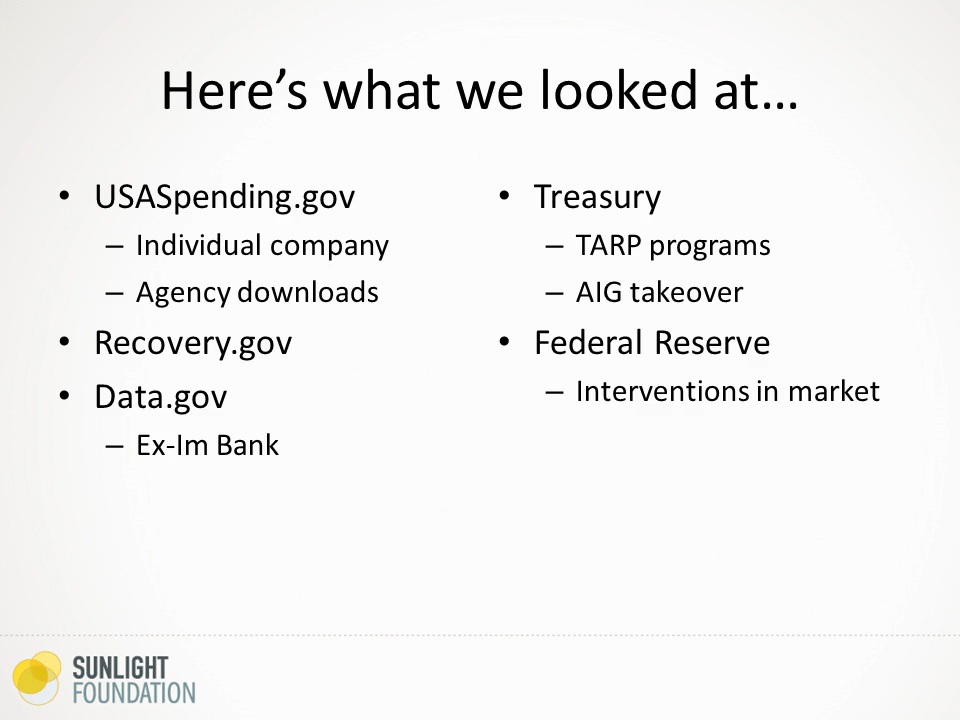 Here’s what we looked at…
• USASpending.gov
– Individual company
– Agency downloads
• Recovery.gov
• Data.gov
– Ex-Im Bank
• Treasury
– TARP programs
– AIG takeover
• Federal Reserve
– Interventions in market
SUNLIGHT
FOUNDATION